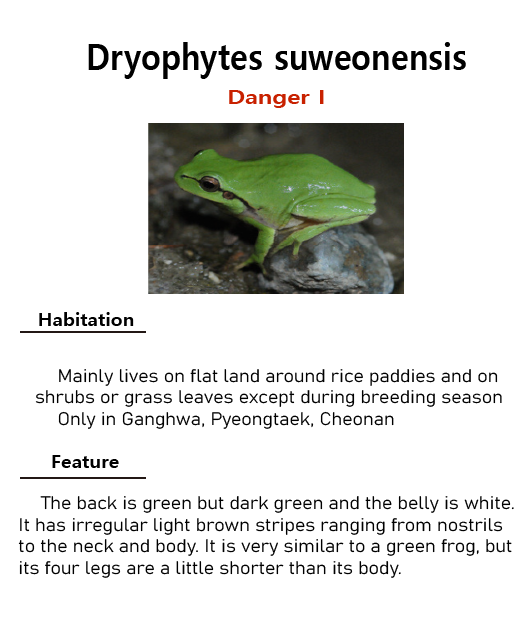 Dryophytes suweonensis
Danger I
Habitation
Mainly lives on flat land around rice paddies and on
shrubs or grass leaves except during breeding season
Only in Ganghwa, Pyeongtaek, Cheonan
Feature
The back is green but dark green and the belly is white.
It has irregular light brown stripes ranging from nostrils
to the neck and body. It is very similar to a green frog, but
its four legs are a little shorter than its body.